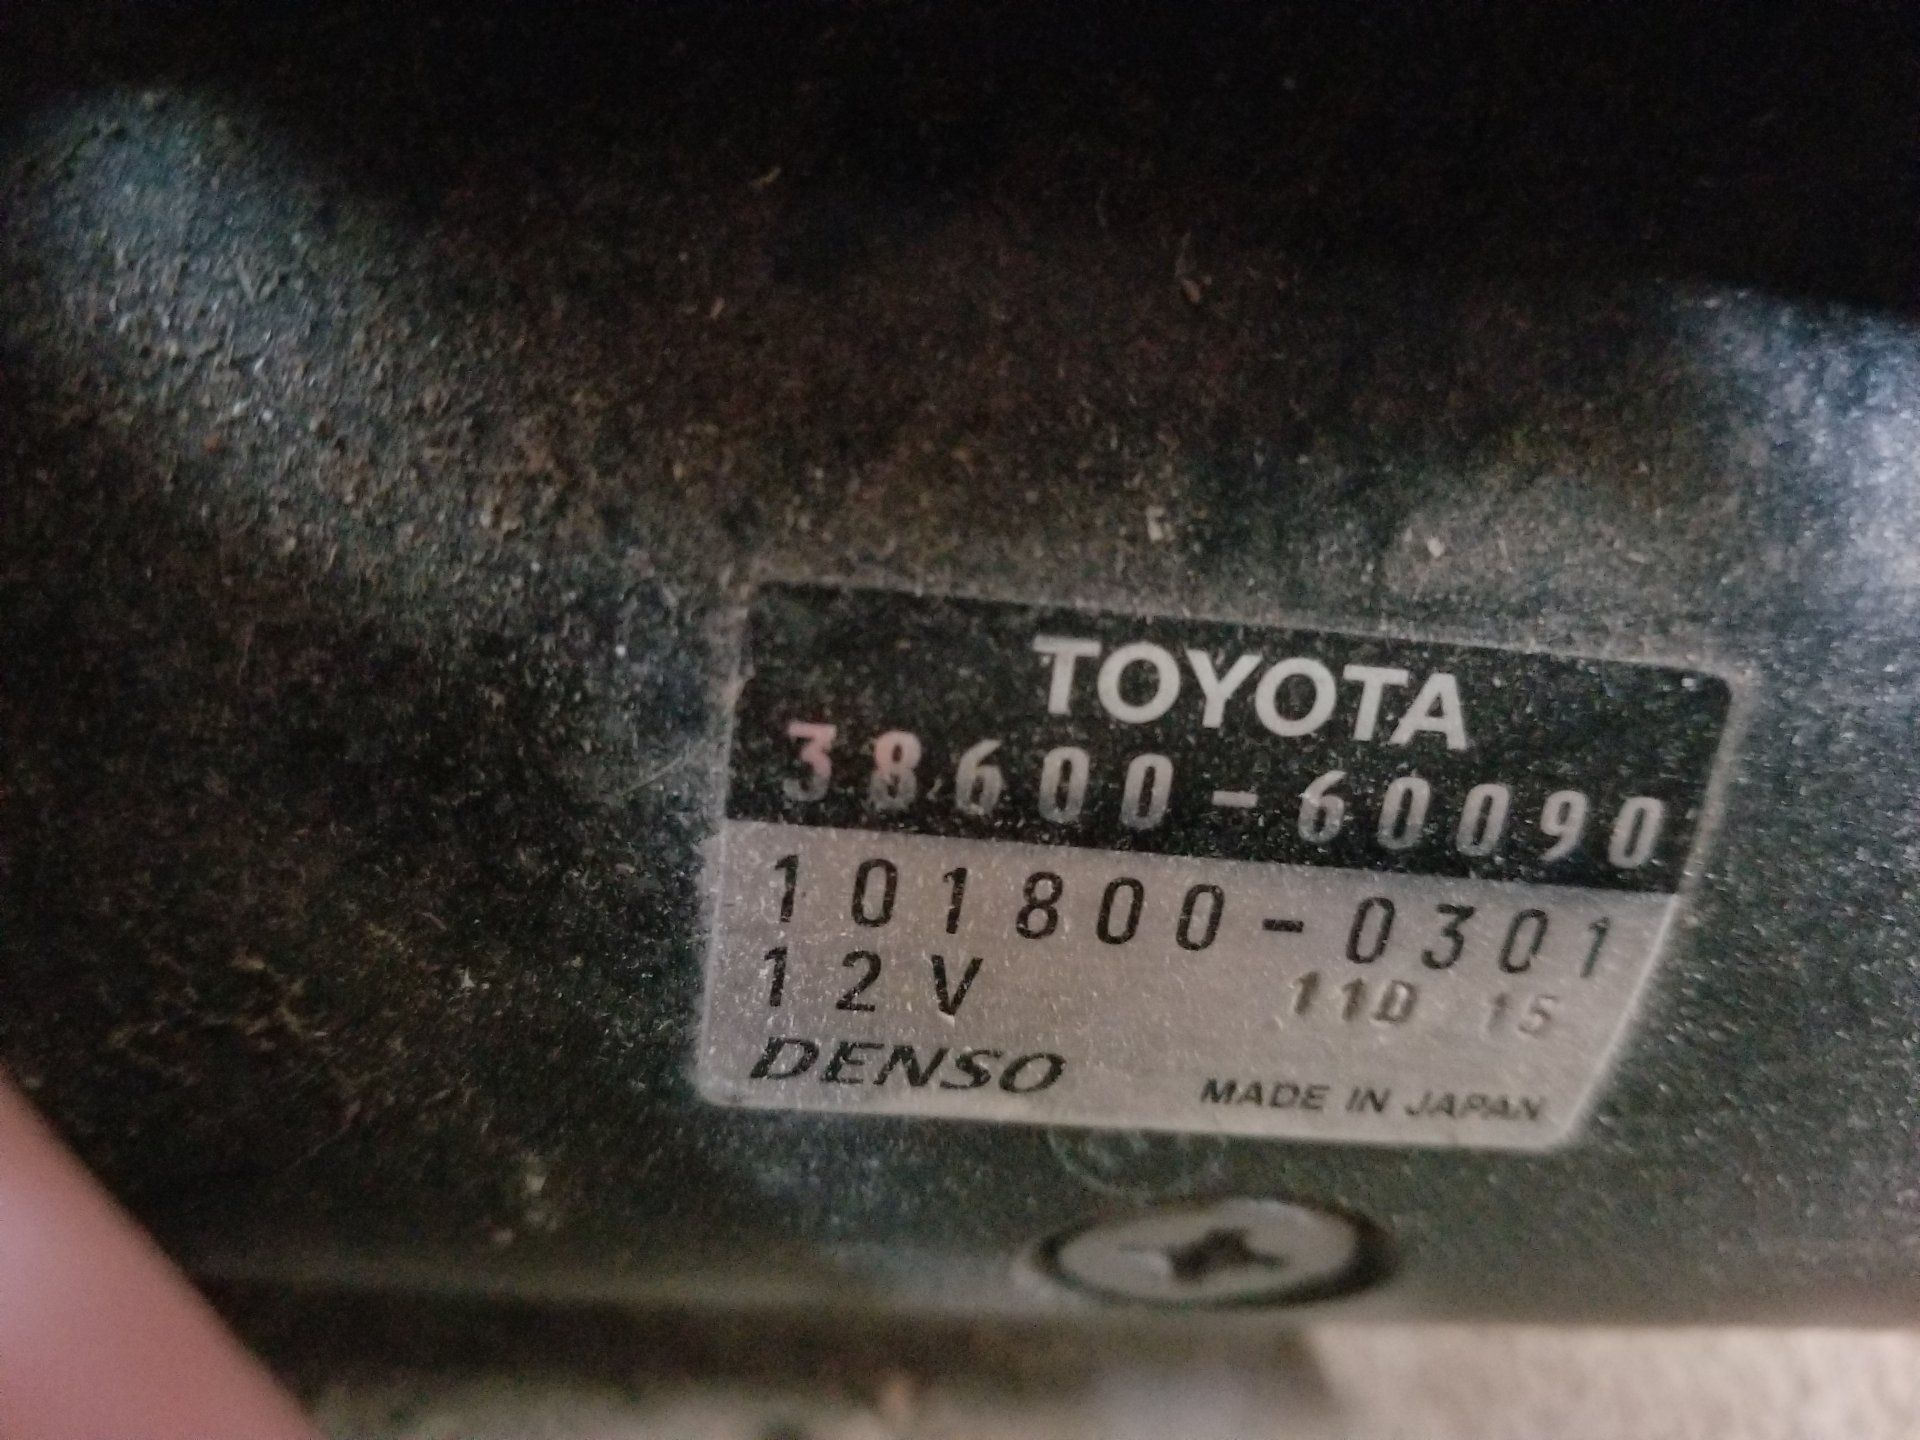 TOYOTA
38600-60090
101800-0301
12V 11D 15
DENSO MADE IN JAPAN